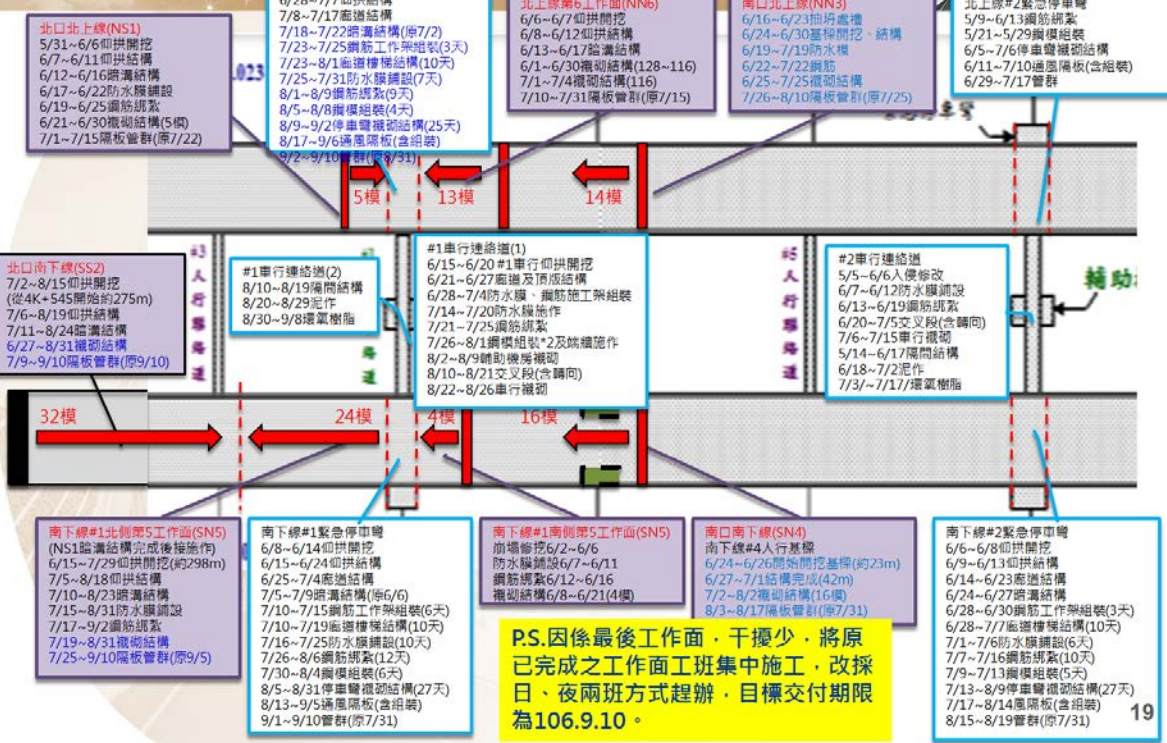 北口北上線(NS1)
5/31~6/6仰拱開挖
6/7~6/11仰拱結構
6/12~6/16暗溝結構
6/17~6/22防水膜鋪設
6/19~6/25鋼筋綁紮
6/21~6/30襯砌結構(5模)
7/1~7/15隔板管群(原7/22)
7/8~7/17廊道結構
7/18~7/22暗溝結構(原7/2)
7/23~7/25鋼筋工作架組裝(3天)
7/23~8/1廊道樓梯結構(10天)
7/25~7/31防水膜鋪設(7天)
8/1~8/9鋼筋綁紮(9天)
8/5~8/8鋼模組裝(4天)
8/9~9/2停車彎襯砌結構(25天)
8/17~9/6通風隔板(含組裝)
9/2~9/10管群(原8/31)
北上線第6工作面(NN6)
6/6~6/7仰拱開挖
6/8~6/12仰拱結構
6/13~6/17暗溝結構
6/1~6/30襯砌結構(128~116)
7/1~7/4襯砌結構(116)
7/10~7/31隔板管群(原7/15)
南口北上線(NN3)
6/16~6/23抽坍處禮
6/24~6/30基樑開挖、結構
6/19~7/19防水模
6/22~7/22鋼筋
6/25~7/25襯砌結構
7/26~8/10隔板管群(原7/25)
北上線#2緊急停車彎
5/9~6/13鋼筋綁紮
5/21~5/29鋼模組裝
6/5~7/6停車彎襯砌結構
6/11~7/10通風隔板(含組裝)
6/29~7/17管群
5模
13模
14模
北口南下線(SS2)
7/2~8/15仰拱開挖
(從4K+545開始約275m)
7/6~8/19仰拱結構
7/11~8/24暗溝結構
6/27~8/31襯砌結構
7/9~9/10隔板管群(原9/10)
#3人行聯絡道
#1車行連絡道(2)
8/10~8/19隔間結構
8/20~8/29泥作
8/30~9/8環氧樹脂
#1車行連絡道(1)
6/15~6/20 #1車行仰拱開挖
6/21~6/27廊道及頂版結構
6/28~7/4防水膜、鋼筋施工架組裝
7/14~7/20防水膜施作
7/21~7/25鋼筋綁紮
7/26~8/1鋼模組裝*2及端牆施作
8/2~8/9輔助機房襯砌
8/10~8/21交叉段(含轉向)
8/22~8/26車行襯砌
#5人行聯絡道
#2車行連絡道
5/5~6/6入侵修改
6/7~6/12防水膜鋪設
6/13~6/19鋼筋綁紮
6/20~7/5交叉段(含轉向)
7/6~7/15車行襯砌
5/14~6/17隔間結構
6/18~7/2泥作
7/3/~7/17/環氧樹脂
輔助
32模
24模
4模
16模
南下線#1北側第5工作面(SN5)
(NS1暗溝結構完成後接施作)
6/15~7/29仰拱開挖(約298m)
7/5~8/18仰拱結構
7/10~8/23暗溝結構
7/15~8/31防水膜鋪設
7/17~9/2鋼筋綁紮
7/19~8/31襯砌結構
7/25~9/10隔板管群(原9/5)
南下線#1緊急停車彎
6/8~6/14仰拱開挖
6/15~6/24仰拱結構
6/25~7/4廊道結構
7/5~7/9暗溝結構(原6/6)
7/10~7/15鋼筋工作架組裝(6天)
7/10~7/19廊道樓梯結構(10天)
7/16~7/25防水膜鋪設(10天)
7/26~8/6鋼筋綁紮(12天)
7/30~8/4鋼模組裝(6天)
8/5~8/31停車彎襯砌結構(27天)
8/13~9/5通風隔板(含組裝)
9/1~9/10管群(原7/31)
南下線#1南側第5工作面(SN5)
崩塌修挖6/2~6/6
防水膜鋪設6/7~6/11
鋼筋綁紮6/12~6/16
襯砌結構6/8~6/21(4模)
南口南下線(SN4)
南下線#4人行基樑
6/24~6/26開始開挖基樑(約23m)
6/27~7/1結構完成(42m)
7/2~8/2襯砌結構(16模)
8/3~8/17隔板管群(原7/31)
南下線#2緊急停車彎
6/6~6/8仰拱開挖
6/9~6/13仰拱結構
6/14~6/23廊道結構
6/24~6/27暗溝結構
6/28~6/30鋼筋工作架組裝(3天)
6/28~7/7廊道樓梯結構(10天)
7/1~7/6防水膜鋪設(6天)
7/7~7/16鋼筋綁紮(10天)
7/9~7/13鋼模組裝(5天)
7/13~8/9停車彎襯砌結構(27天)
7/17~8/14通風隔板(含組裝)
8/15~8/19管群(原7/31)
P.S.因係最後工作面，干擾少，將原
已完成之工作面工班集中施工，改採
日、夜兩班方式趕辦，目標交付期限
為106.9.10。
19